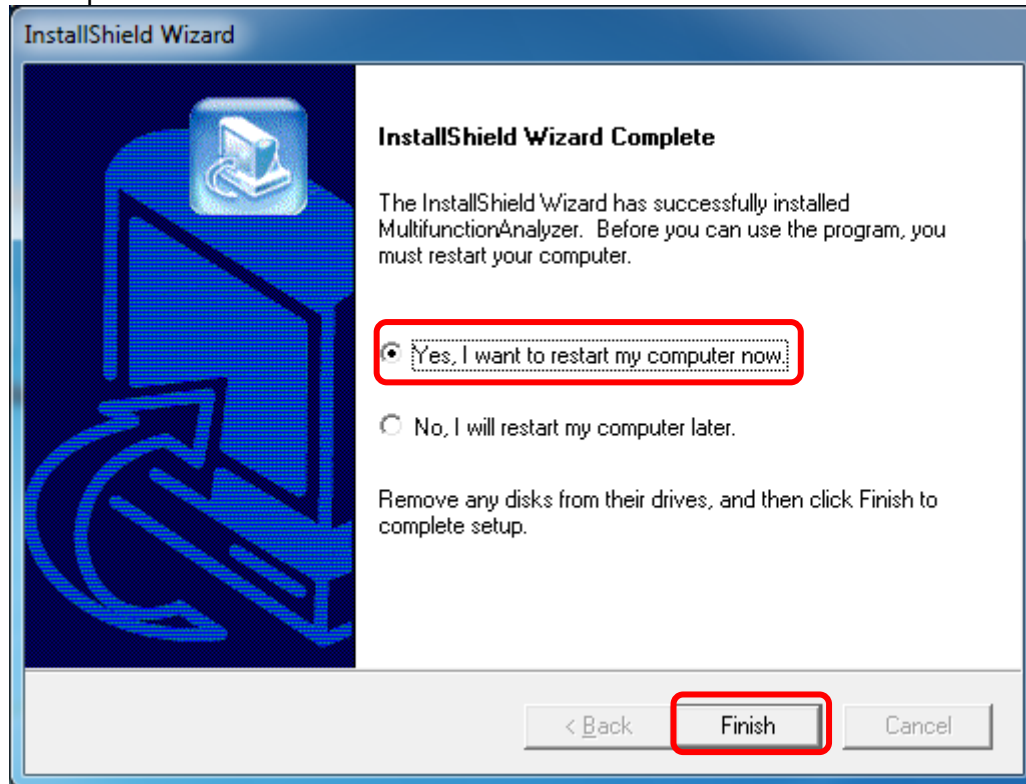 InstallShield Wizard
InstallShield Wizard Complete
The InstallShield Wizard has successfully installed
MultifunctionAnalyzer. Before you can use the program, you
must restart your computer.
Yes, I want to restart my computer now.
No, I will restart my computer later.
Remove any disks from their drives, and then click Finish to
complete setup.
< Back Finish Cancel